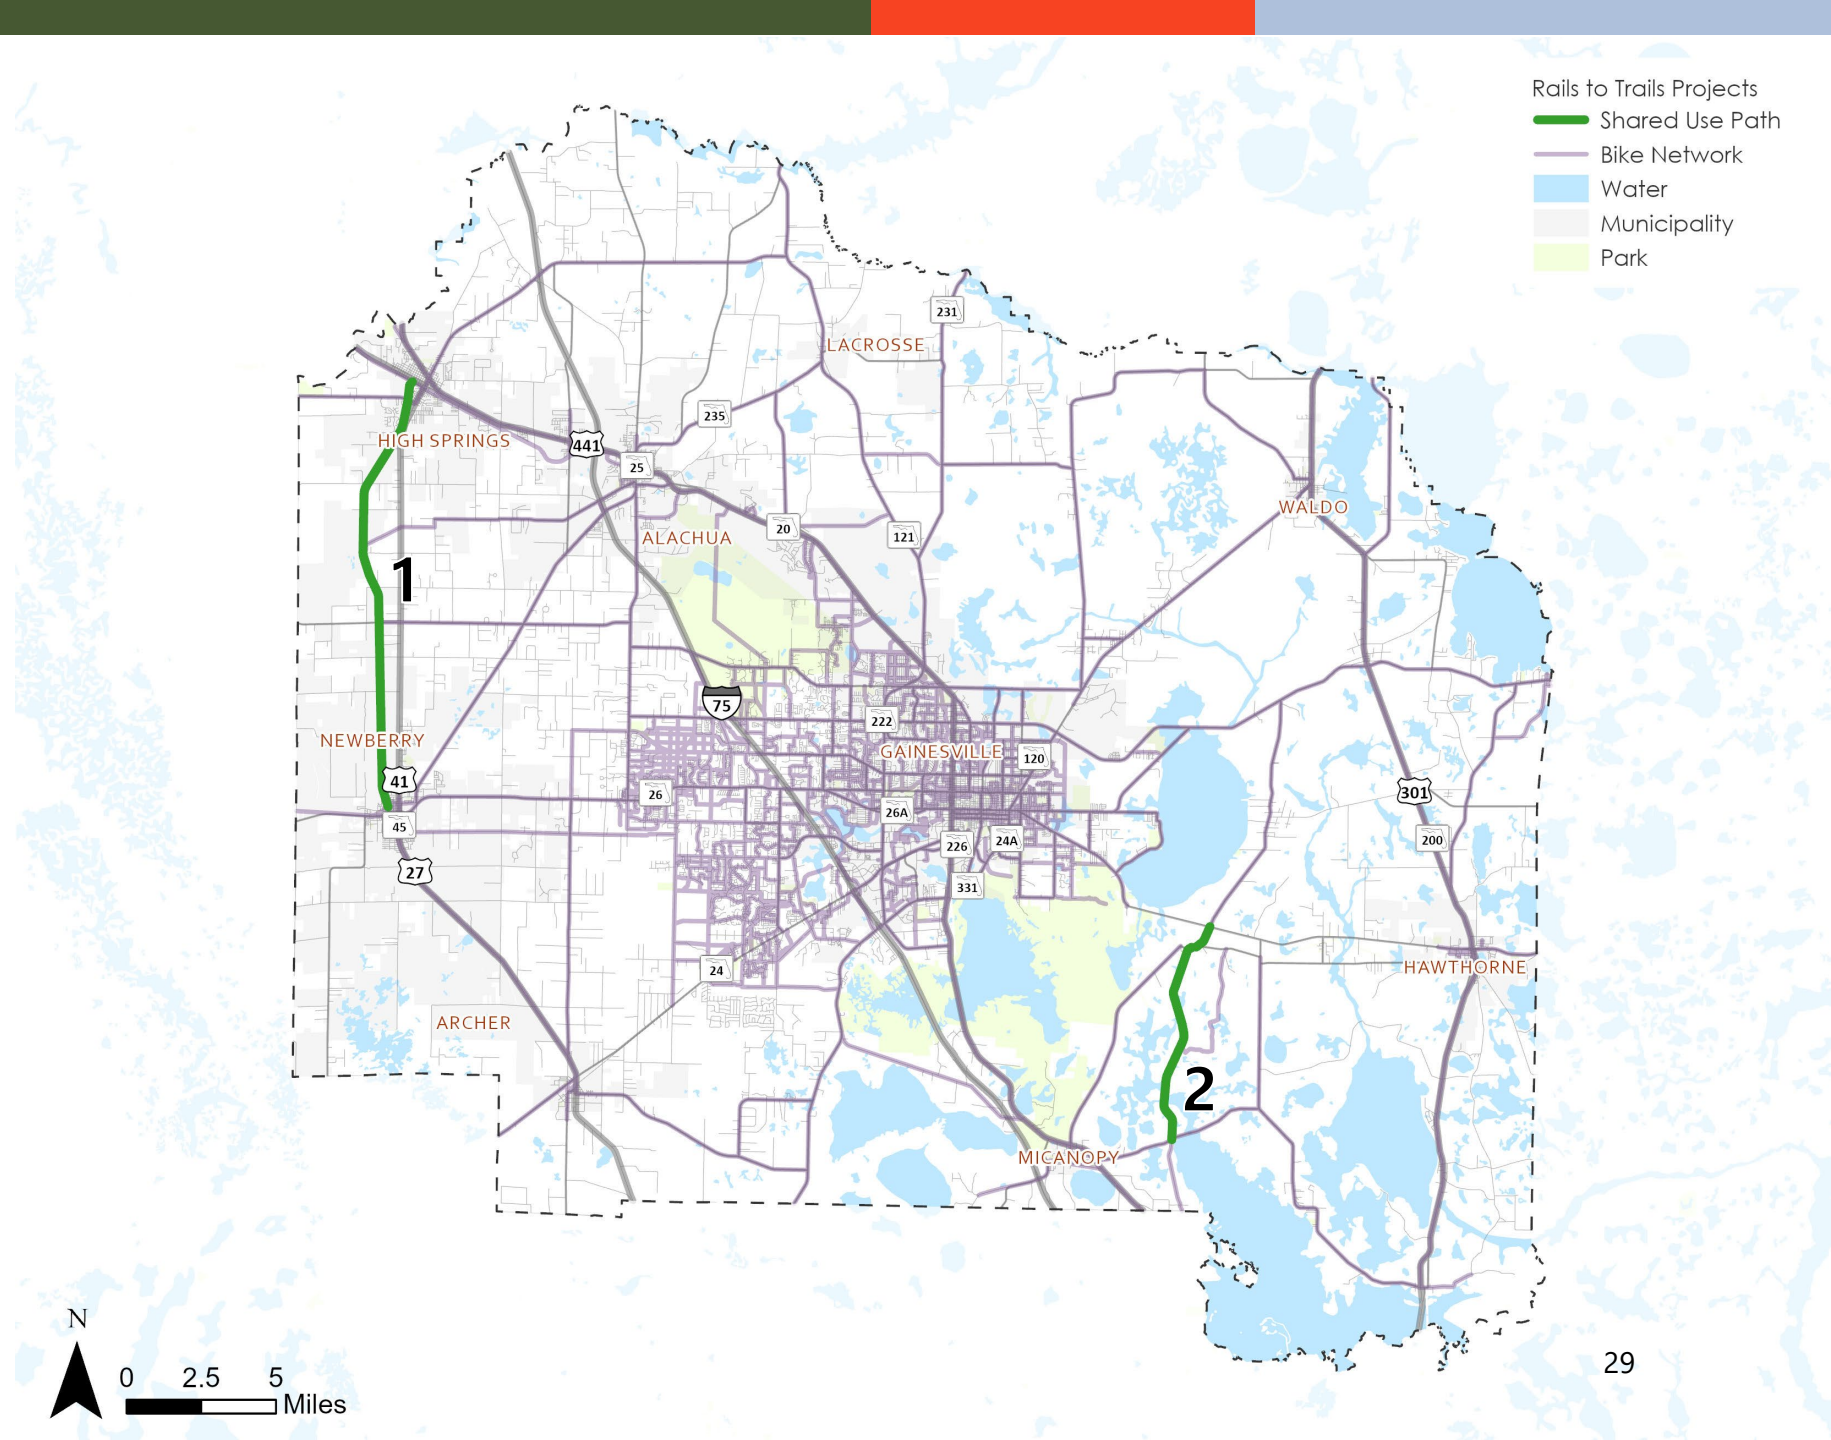 Rails to Trails Projects
Shared Use Path
Bike Network
Water
Municipality
Park
231
LACROSSE
235
HIGH SPRINGS
441
25
WALDO
20
121
ALACHUA
1
75
222
NEWBERRY
GAINESVILLE
120
41
26
301
26A
45
226
24A
200
27
331
24
HAWTHORNE
ARCHER
2
MICANOPY
N
29
0 2.5 5
Miles